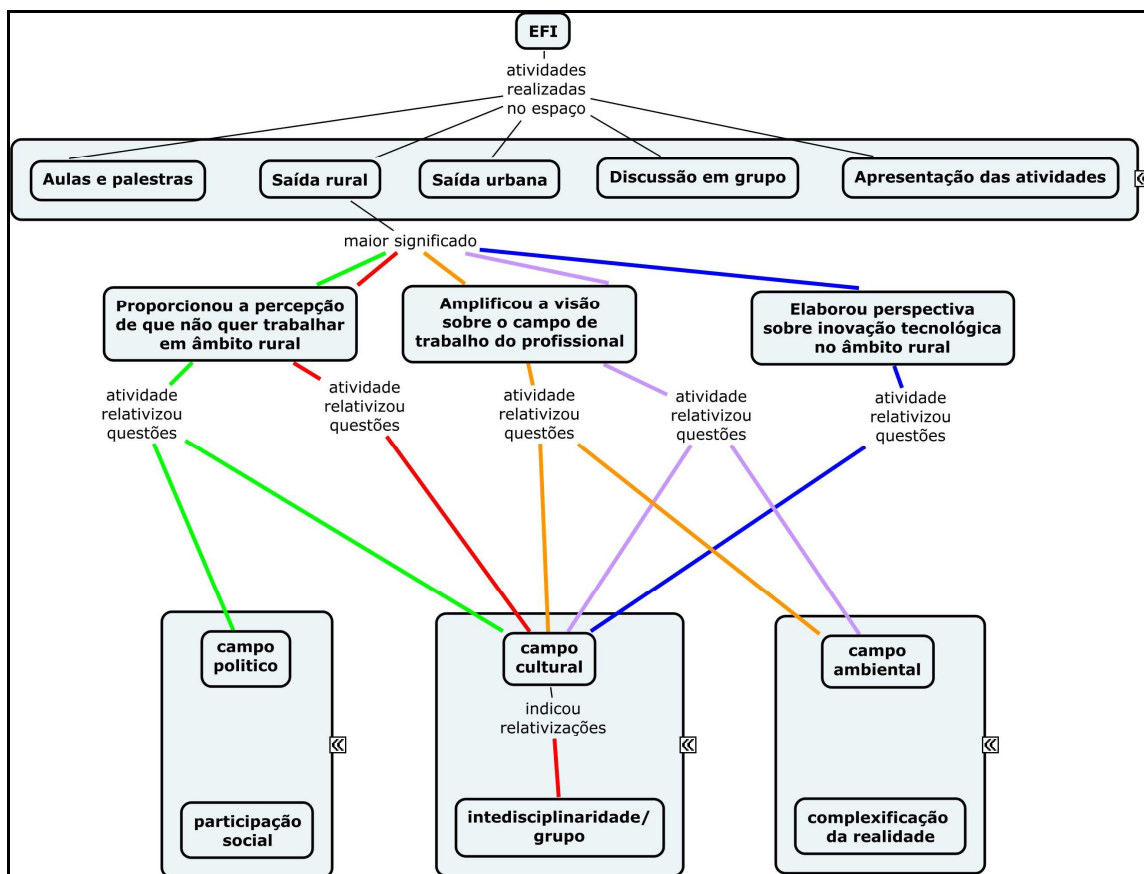 EFI
atividades
realizadas
no espaço
Aulas e palestras
Saída rural
Saída urbana
Discussão em grupo
Apresentação das atividades
maior significado
Proporcionou a percepção
de que não quer trabalhar
em âmbito rural
Amplificou a visão
sobre o campo de
trabalho do profissional
Elaborou perspectiva
sobre inovação tecnológica
no âmbito rural
atividade
relativizou
questões
atividade
relativizou
questões
atividade
relativizou
questões
atividade
relativizou
questões
atividade
relativizou
questões
campo
politico
campo
cultural
campo
ambiental
indicou
relativizações
participação
social
intedisciplinaridade/
grupo
complexificação
da realidade